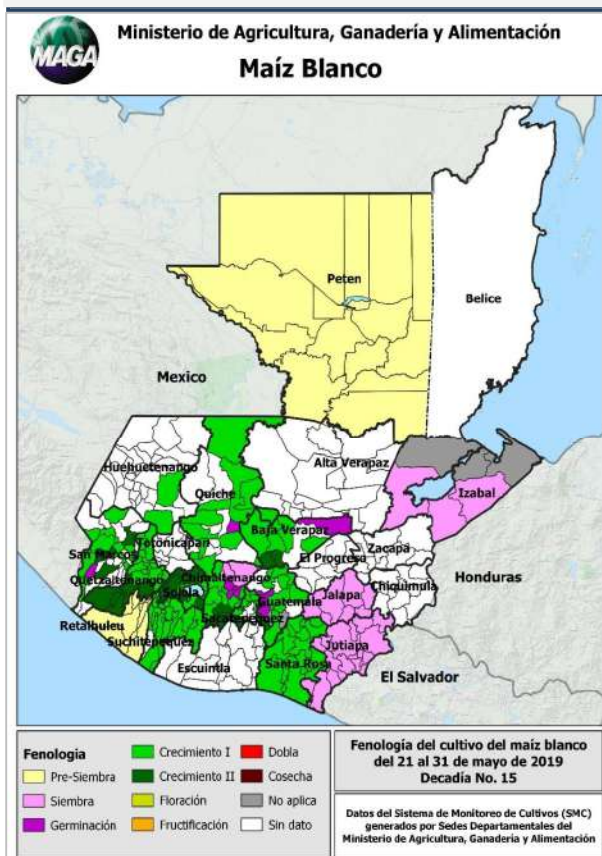 MAGA
Ministerio de Agricultura, Ganadería y Alimentación
Maíz Blanco
Peten
Belice
Mexico
Huehuetenango
Alta Verapaz
Quiche
Izabal
Baja Verapaz
San Marcos
Totonicapán
El Progreso
Zacapa
Quetzaltenango
Chimaltenango
Honduras
Sololá
Chiquimula
Guatemala
Jalapa
Retalhuleu
Sacatepequez
Suchitepequez
Jutiapa
Escuintla
Santa Rosa
El Salvador
Fenología
Pre-Siembra
Siembra
Germinación
Crecimiento I
Crecimiento II
Floración
Fructificación
Dobla
Cosecha
No aplica
Sin dato
Fenología del cultivo del maíz blanco
del 21 al 31 de mayo de 2019
Decadía No. 15
Datos del Sistema de Monitoreo de Cultivos (SMC)
generados por Sedes Departamentales del
Ministerio de Agricultura, Ganadería y Alimentación